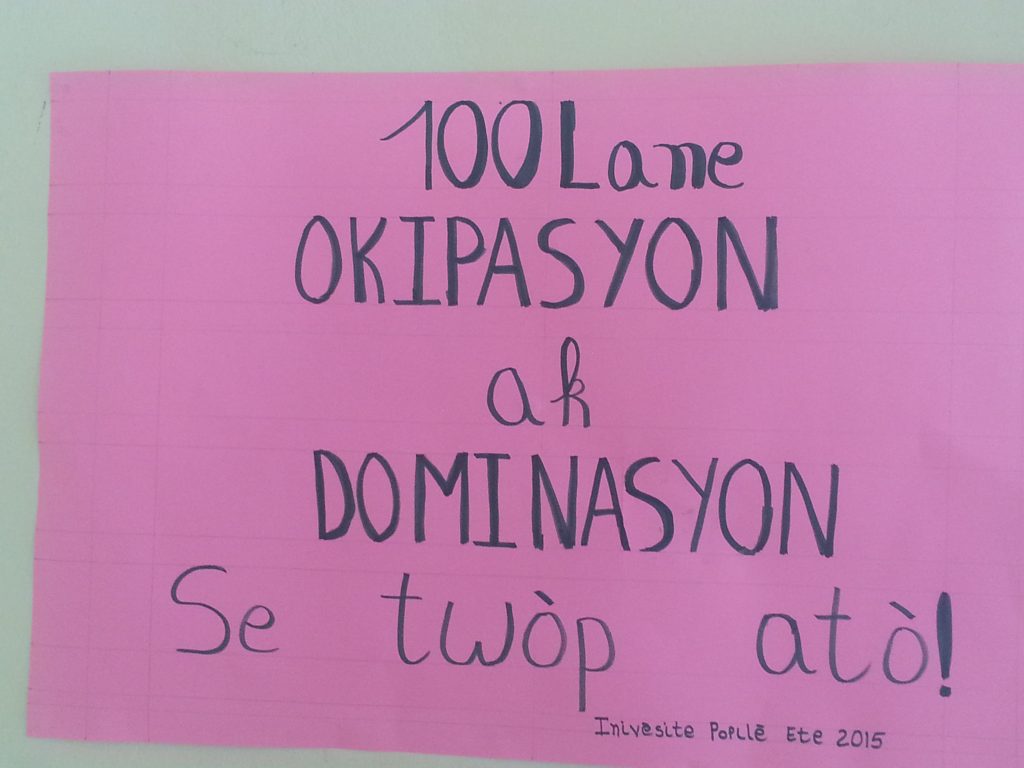 100 Lane
OKIPASYON
ak
DOMINASYON
Se twòp atò!
Inivèsite Popilè Ete 2015